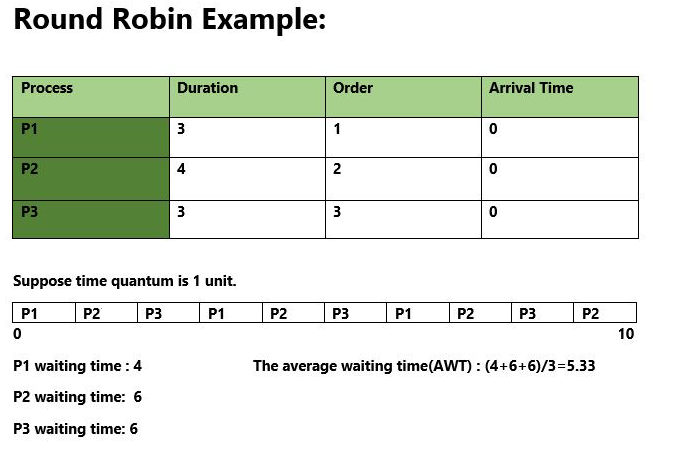 Round Robin Example:
Process Duration Order Arrival Time
P1 3 1 0
P2 4 2 0
P3 3 3 0
Suppose time quantum is 1 unit.
P1 P2 P3 P1 P2 P3 P1 P2 P3 P2
0 10
P1 waiting time : 4 The average waiting time(AWT) : (4+6+6)/3=5.33
P2 waiting time: 6
P3 waiting time: 6